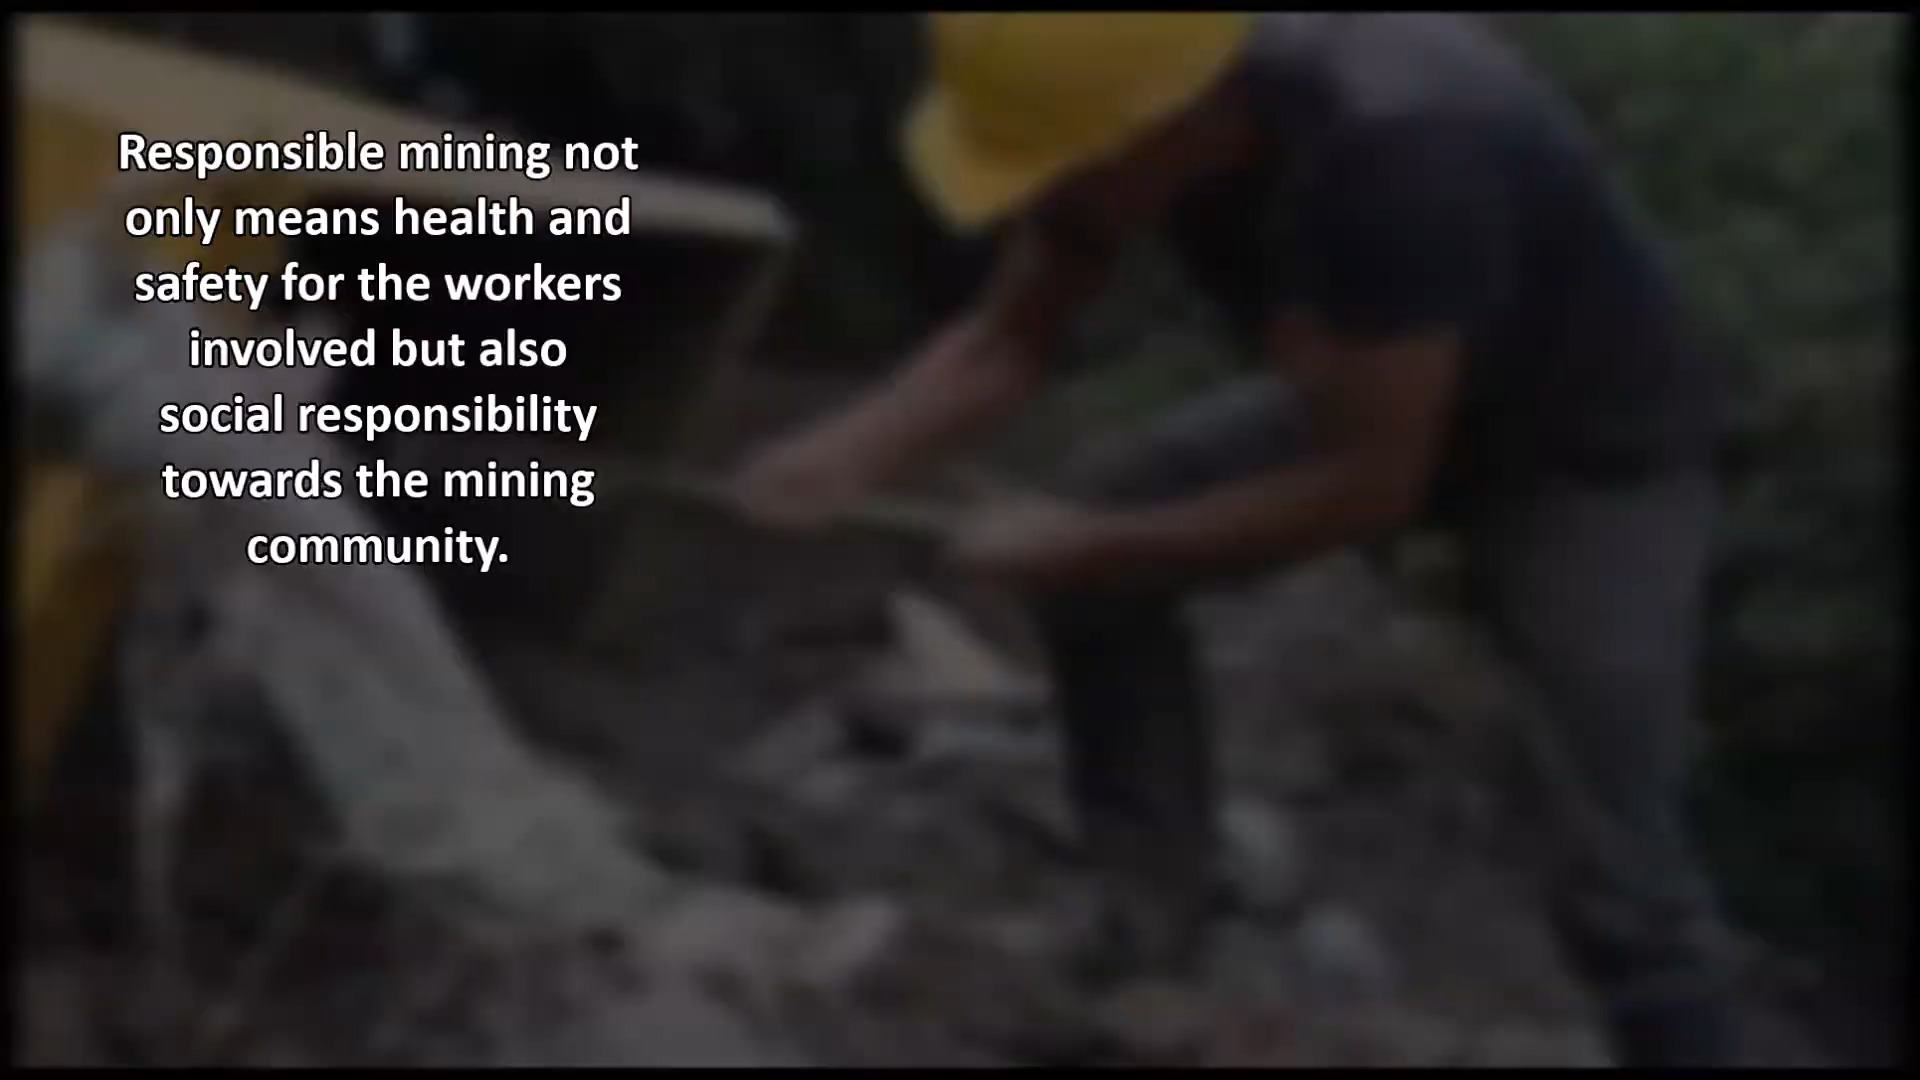 Responsible mining not
only means health and
safety for the workers
involved but also
social responsibility
towards the mining
community.